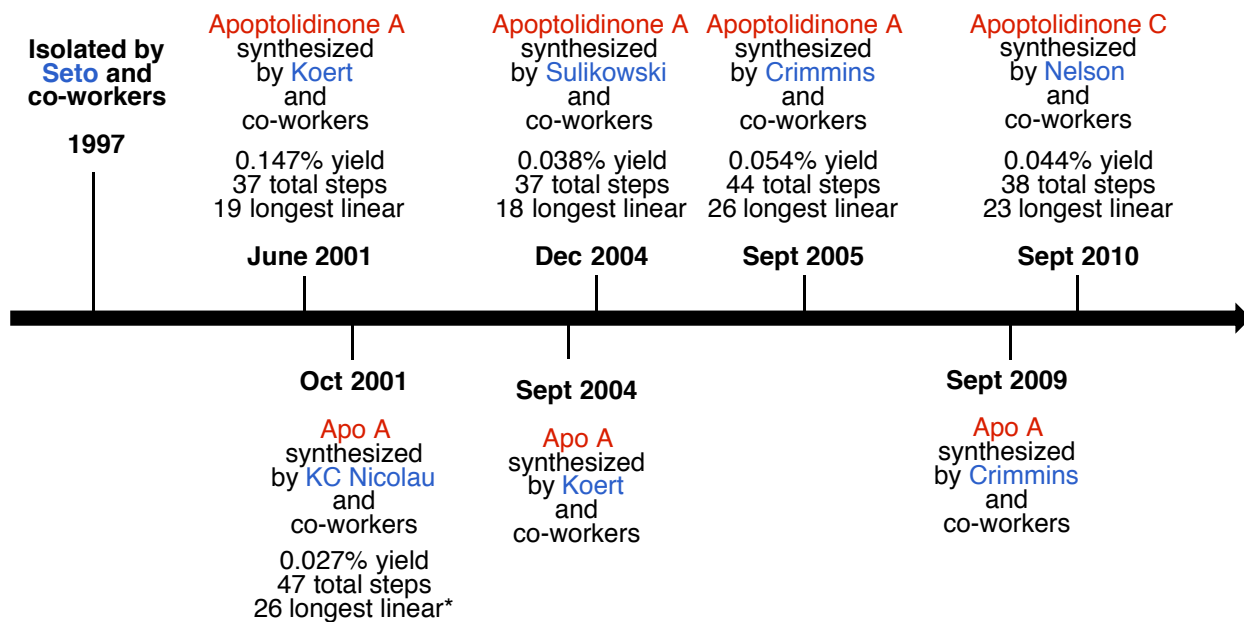 Isolated by
Seto and
co-workers
1997
Apoptolidinone A
synthesized
by Koert
and
co-workers
0.147% yield
37 total steps
19 longest linear
June 2001
Apoptolidinone A
synthesized
by Sulikowski
and
co-workers
0.038% yield
37 total steps
18 longest linear
Dec 2004
Apoptolidinone A
synthesized
by Crimmins
and
co-workers
0.054% yield
44 total steps
26 longest linear
Sept 2005
Apoptolidinone C
synthesized
by Nelson
and
co-workers
0.044% yield
38 total steps
23 longest linear
Sept 2010
Oct 2001
Apo A
synthesized
by KC Nicolau
and
co-workers
0.027% yield
47 total steps
26 longest linear*
Sept 2004
Apo A
synthesized
by Koert
and
co-workers
Sept 2009
Apo A
synthesized
by Crimmins
and
co-workers